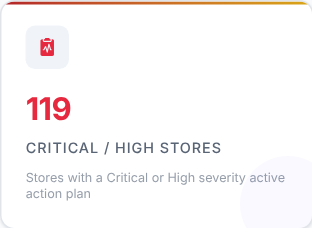 119
CRITICAL / HIGH STORES
Stores with a Critical or High severity active
action plan